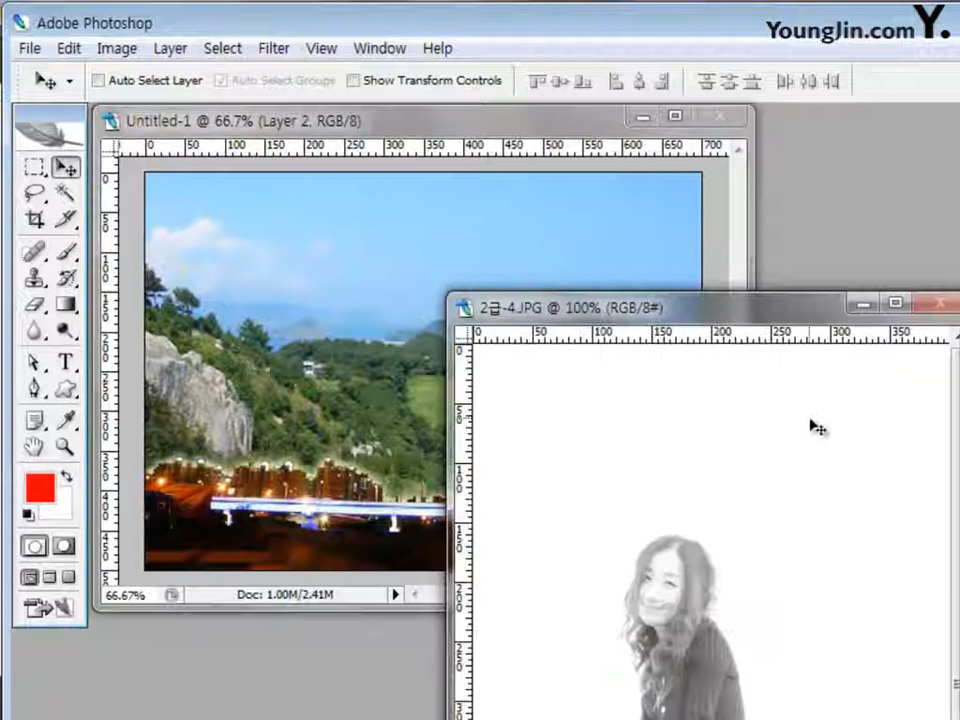 Adobe Photoshop
YoungJin.com Y.
File Edit Image Layer Select Filter View Window Help
Auto Select Layer Auto Select Groups Show Transform Controls
Untitled-1 @ 66.7% (Layer 2, RGB/8)
0 50 100 150 200 250 300 350 400 450 500 550 600 650 700
2급-4.JPG @ 100% (RGB/8#)
0 50 100 150 200 250 300 350
66.67% Doc: 1.00M/2.41M